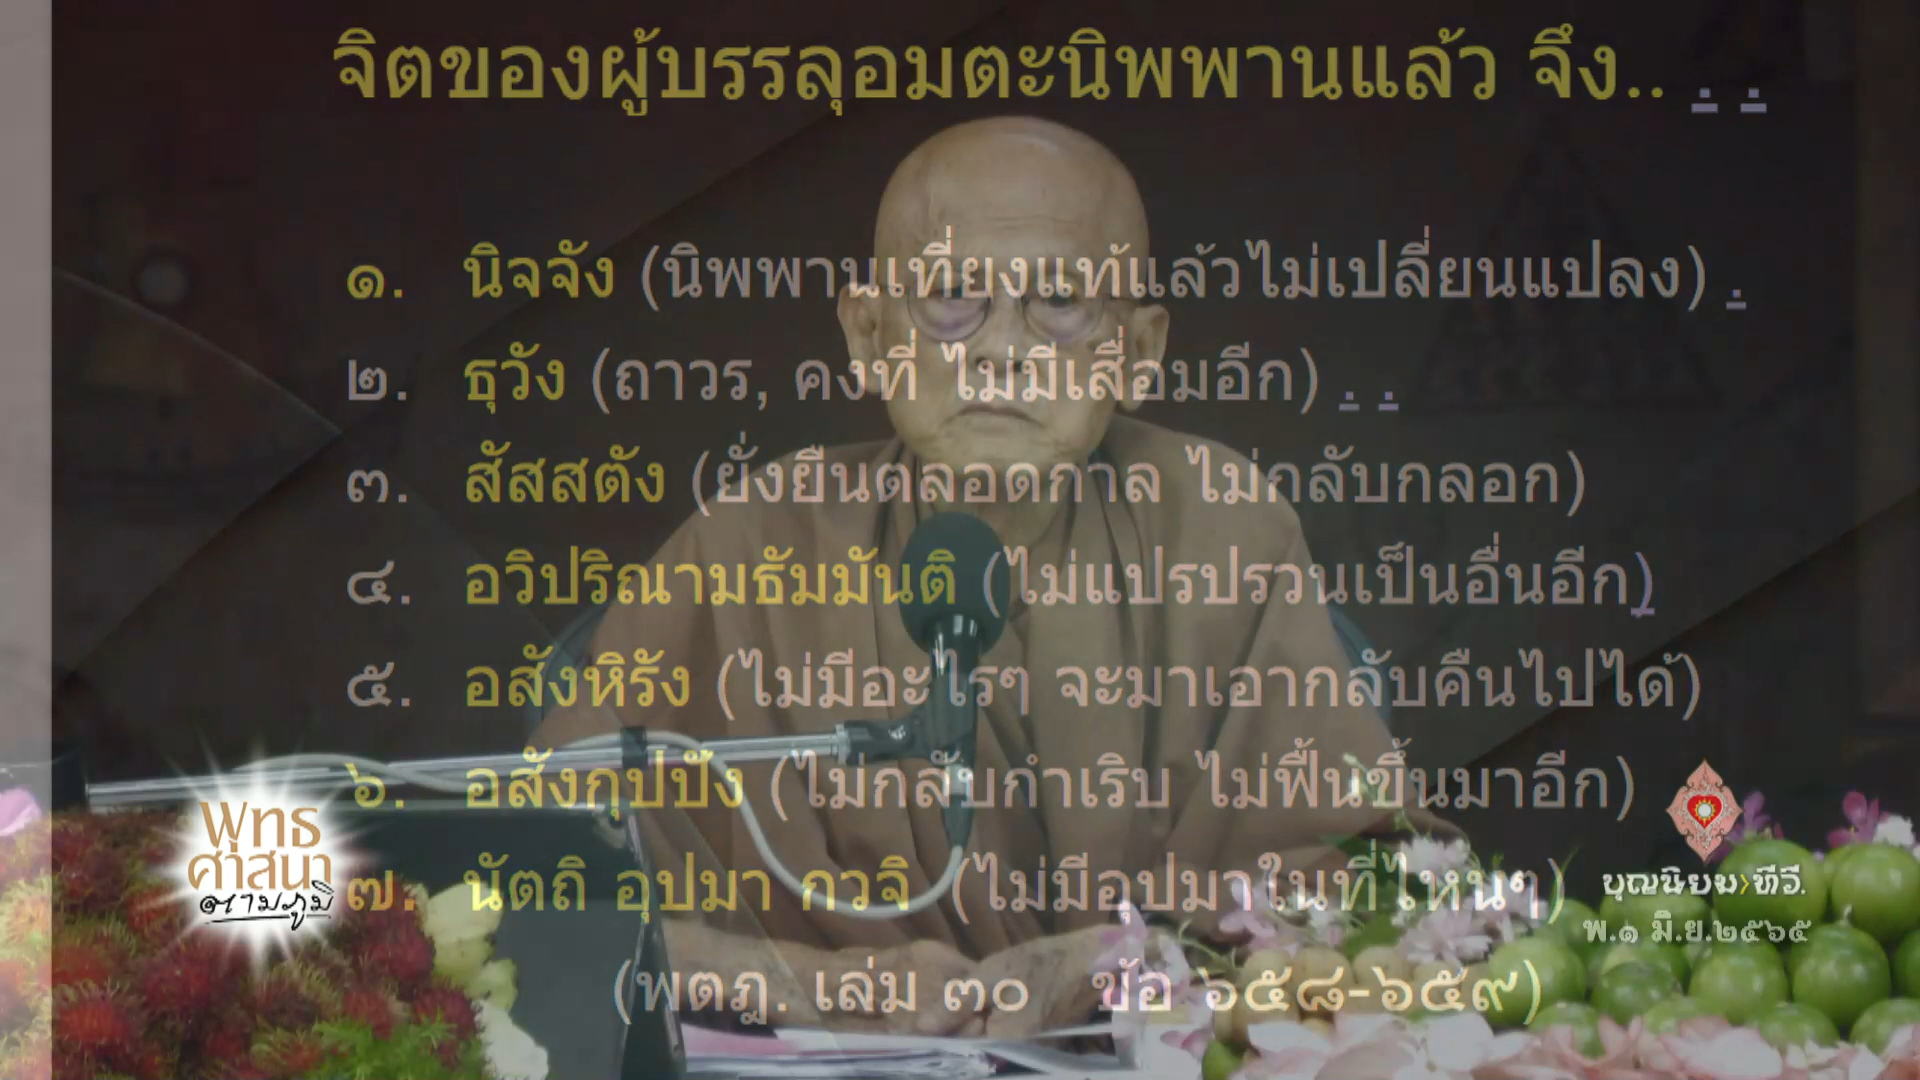 จิตของผู้บรรลุอมตะนิพพานแล้ว จึง.. . .
๑. นิจจัง (นิพพานเที่ยงแท้แล้วไม่เปลี่ยนแปลง) .
๒. ธุวัง (ถาวร, คงที่ ไม่มีเสื่อมอีก) . .
๓. สัสสตัง (ยั่งยืนตลอดกาล ไม่กลับกลอก)
๔. อวิปริณามธัมมันติ (ไม่แปรปรวนเป็นอื่นอีก)
๕. อสังหิรัง (ไม่มีอะไรๆ จะมาเอากลับคืนไปได้)
๖. อสังกุปปัง (ไม่กลับกำเริบ ไม่ฟื้นขึ้นมาอีก)
๗. นัตถิ อุปมา กวจิ (ไม่มีอุปมาในที่ไหนๆ)
(พตฎ. เล่ม ๓๐ ข้อ ๖๕๘-๖๕๙)
พุทธ
ศาสนา
ตามภูมิ
บุญนิยม>ทีวี.
พ.๑ มิ.ย.๒๕๖๕